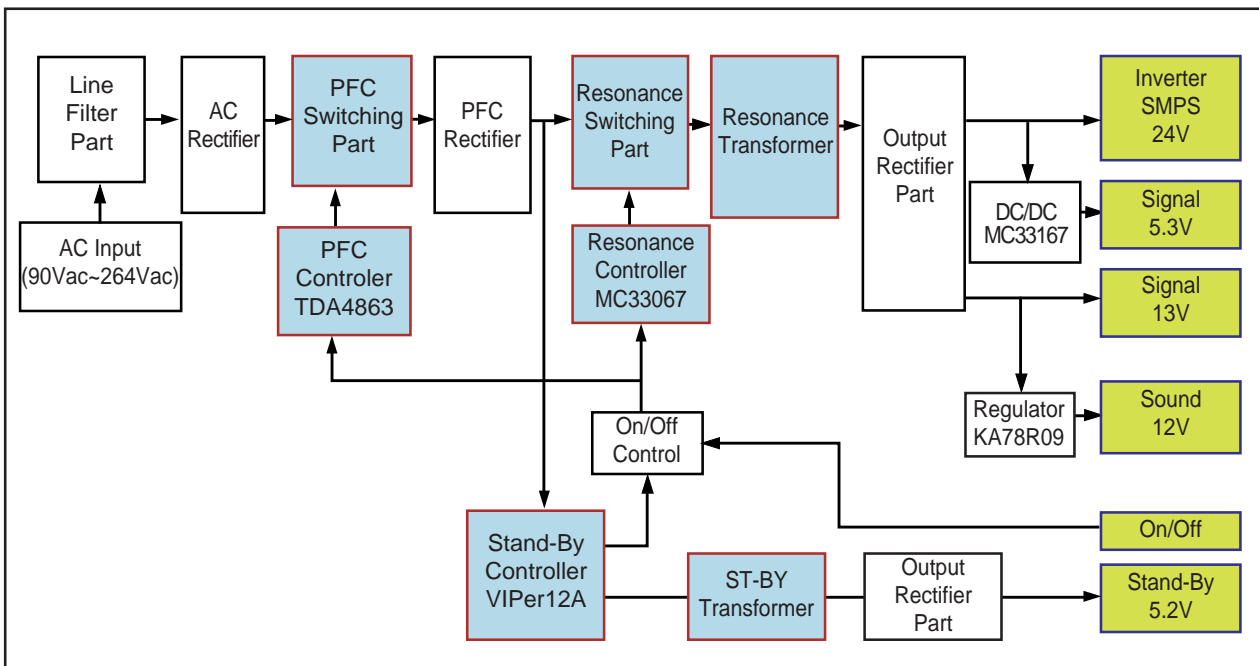 Line
Filter
Part
AC
Rectifier
PFC
Switching
Part
PFC
Rectifier
Resonance
Switching
Part
Resonance
Transformer
Output
Rectifier
Part
Inverter
SMPS
24V
DC/DC
MC33167
Signal
5.3V
AC Input
(90Vac~264Vac)
PFC
Controler
TDA4863
Resonance
Controller
MC33067
Signal
13V
Regulator
KA78R09
Sound
12V
On/Off
Control
On/Off
Stand-By
Controller
VIPer12A
ST-BY
Transformer
Output
Rectifier
Part
Stand-By
5.2V